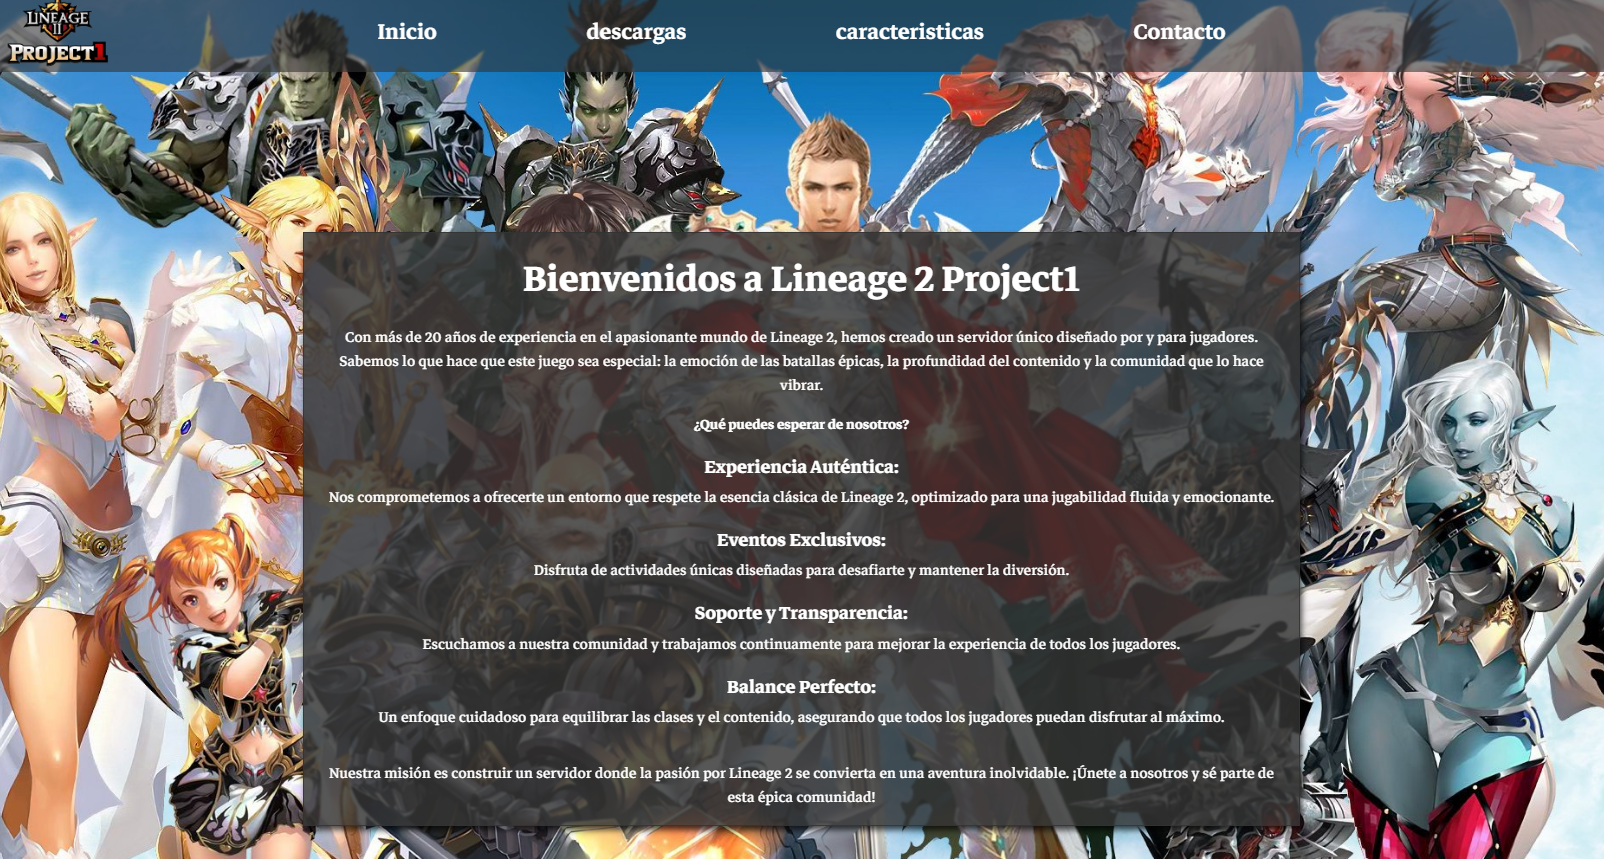 LINEAGE
II
PROJECT1
Inicio
descargas
caracteristicas
Contacto
Bienvenidos a Lineage 2 Project1
Con más de 20 años de experiencia en el apasionante mundo de Lineage 2, hemos creado un servidor único diseñado por y para jugadores.
Sabemos lo que hace que este juego sea especial: la emoción de las batallas épicas, la profundidad del contenido y la comunidad que lo hace
vibrar.
¿Qué puedes esperar de nosotros?
Experiencia Auténtica:
Nos comprometemos a ofrecerte un entorno que respete la esencia clásica de Lineage 2, optimizado para una jugabilidad fluida y emocionante.
Eventos Exclusivos:
Disfruta de actividades únicas diseñadas para desafiarte y mantener la diversión.
Soporte y Transparencia:
Escuchamos a nuestra comunidad y trabajamos continuamente para mejorar la experiencia de todos los jugadores.
Balance Perfecto:
Un enfoque cuidadoso para equilibrar las clases y el contenido, asegurando que todos los jugadores puedan disfrutar al máximo.
Nuestra misión es construir un servidor donde la pasión por Lineage 2 se convierta en una aventura inolvidable. ¡Únete a nosotros y sé parte de
esta épica comunidad!